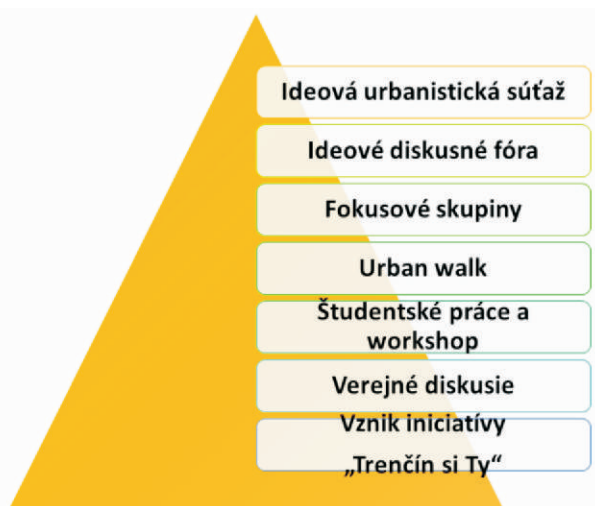 Ideová urbanistická súťaž
Ideové diskusné fóra
Fokusové skupiny
Urban walk
Študentské práce a
workshop
Verejné diskusie
Vznik iniciatívy
„Trenčín si Ty“